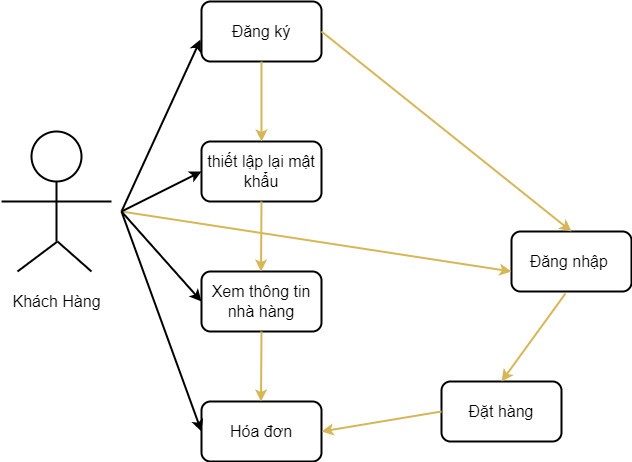 Đăng ký
thiết lập lại mật
khẩu
Đăng nhập
Xem thông tin
nhà hàng
Khách Hàng
Đặt hàng
Hóa đơn